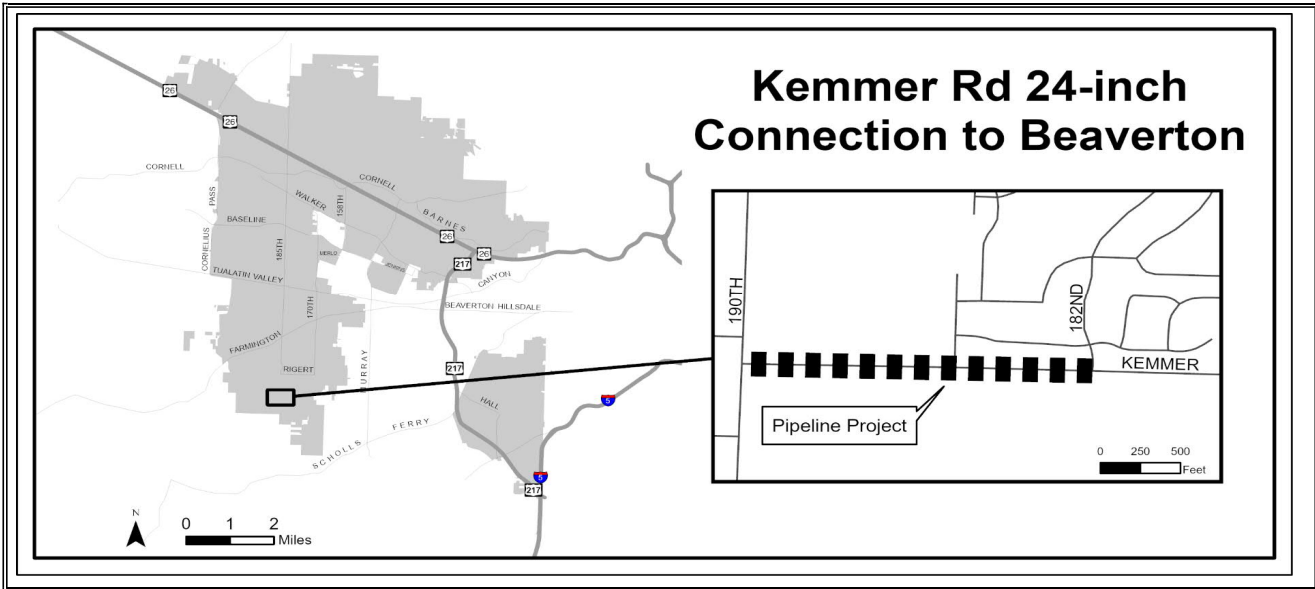 Kemmer Rd 24-inch
Connection to Beaverton
26
26
CORNELL
CORNELL
PASS
WALKER
158TH
BARNES
BASELINE
26
26
CORNELIUS
185TH
217
TUALATIN VALLEY
CANYON
170TH
BEAVERTON HILLSDALE
FARMINGTON
RIGERT
MURRAY
217
HALL
5
SCHOLLS FERRY
5
217
N
0 1 2
Miles
190TH
182ND
KEMMER
Pipeline Project
0 250 500
Feet